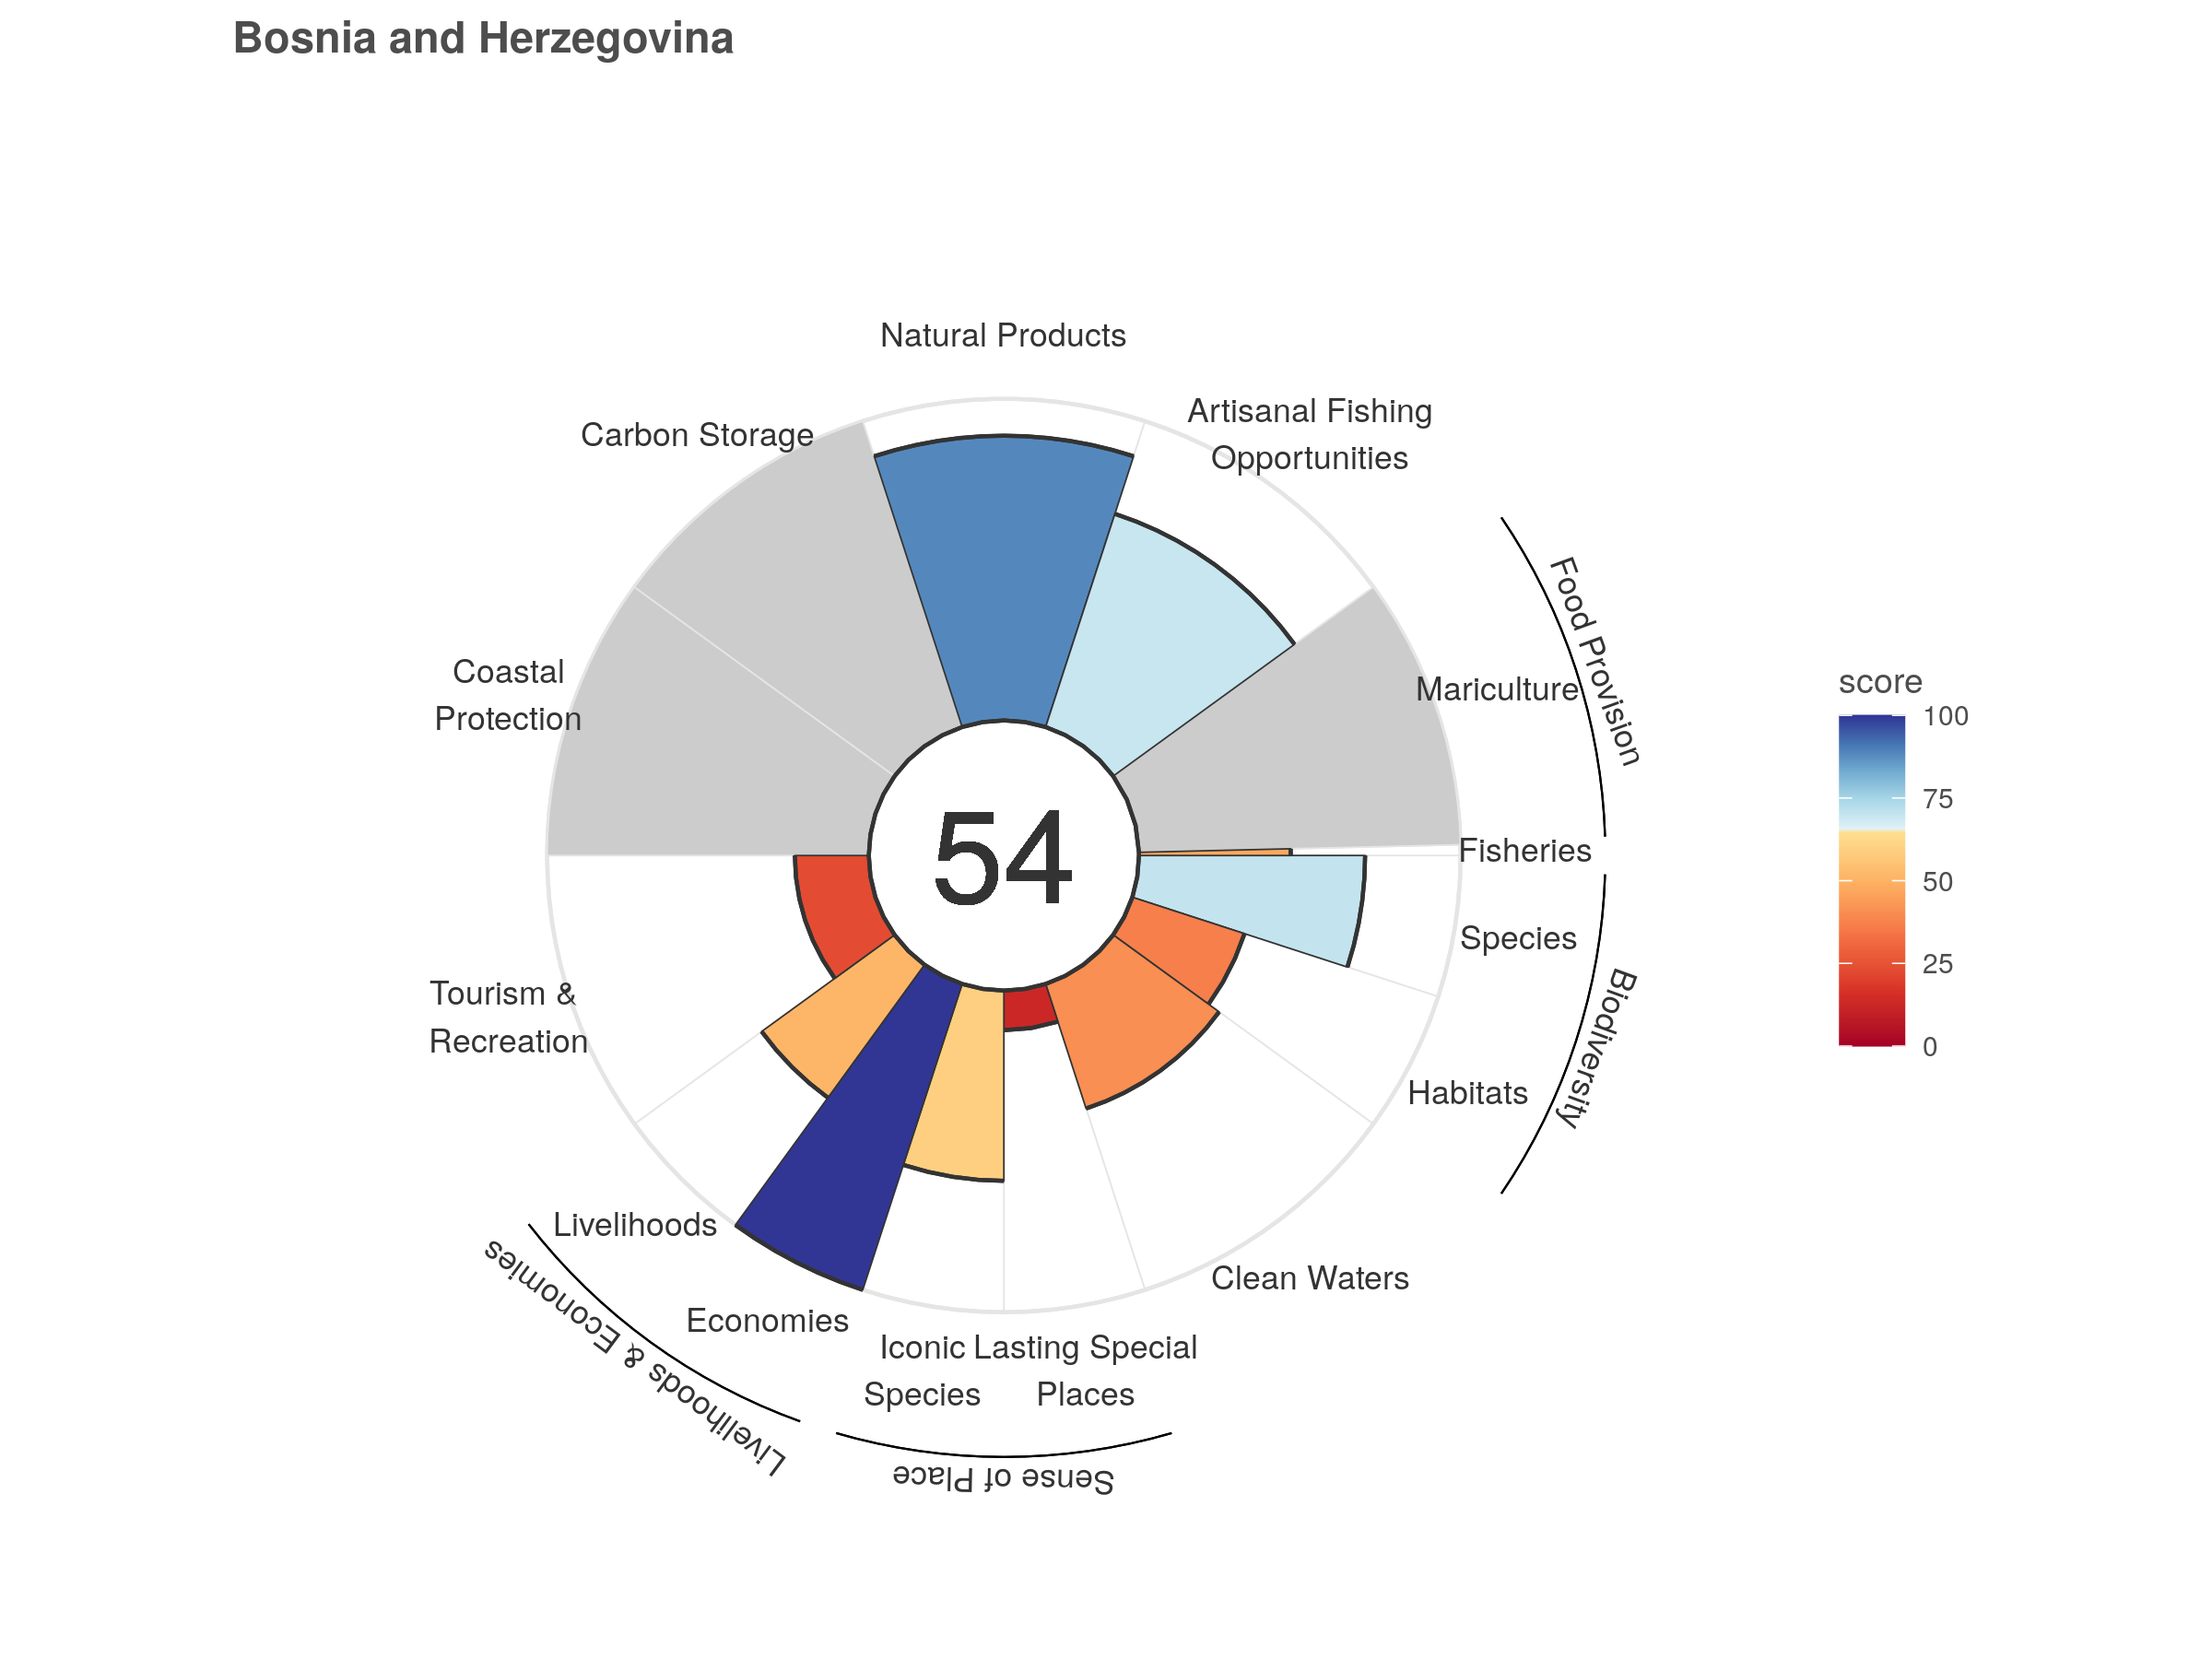 Bosnia and Herzegovina
Natural Products
Artisanal Fishing
Opportunities
Carbon Storage
Food Provision
Coastal
Protection
Mariculture
score
100
75
50
25
0
54
Fisheries
Species
Biodiversity
Tourism &
Recreation
Habitats
Livelihoods
Clean Waters
Economies
Livelihoods & Economies
Iconic
Species
Lasting Special
Places
Sense of Place